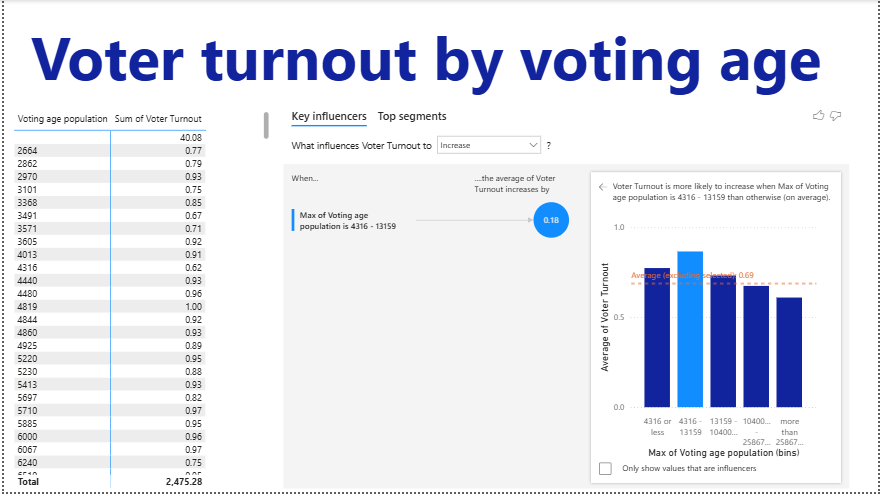 Voter turnout by voting age
Voting age population Sum of Voter Turnout
40.08
2664 0.77
2862 0.79
2970 0.93
3101 0.75
3368 0.85
3491 0.67
3571 0.71
3605 0.92
4013 0.91
4316 0.62
4440 0.93
4480 0.96
4819 1.00
4844 0.92
4860 0.93
4925 0.89
5220 0.95
5230 0.88
5413 0.93
5697 0.82
5710 0.97
5885 0.95
6000 0.96
6067 0.97
6240 0.75
Total 2,475.28
Key influencers Top segments
What influences Voter Turnout to Increase ?
When...
....the average of Voter
Turnout increases by
Max of Voting age
population is 4316 - 13159
0.18
Voter Turnout is more likely to increase when Max of Voting
age population is 4316 - 13159 than otherwise (on average).
1.0
Average (excluding selected): 0.69
0.5
0.0
Average of Voter Turnout
4316 or
less
4316 -
13159
13159 -
10400...
10400...
-
25867...
more
than
25867...
Max of Voting age population (bins)
Only show values that are influencers